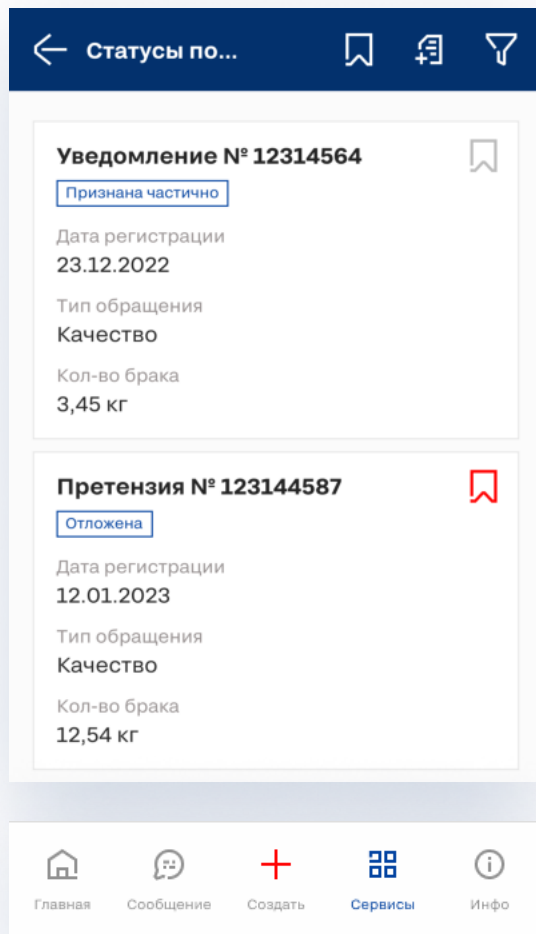 Статусы по...
Уведомление № 12314564
Признана частично
Дата регистрации
23.12.2022
Тип обращения
Качество
Кол-во брака
3,45 кг
Претензия № 123144587
Отложена
Дата регистрации
12.01.2023
Тип обращения
Качество
Кол-во брака
12,54 кг
Главная Сообщение Создать Сервисы Инфо